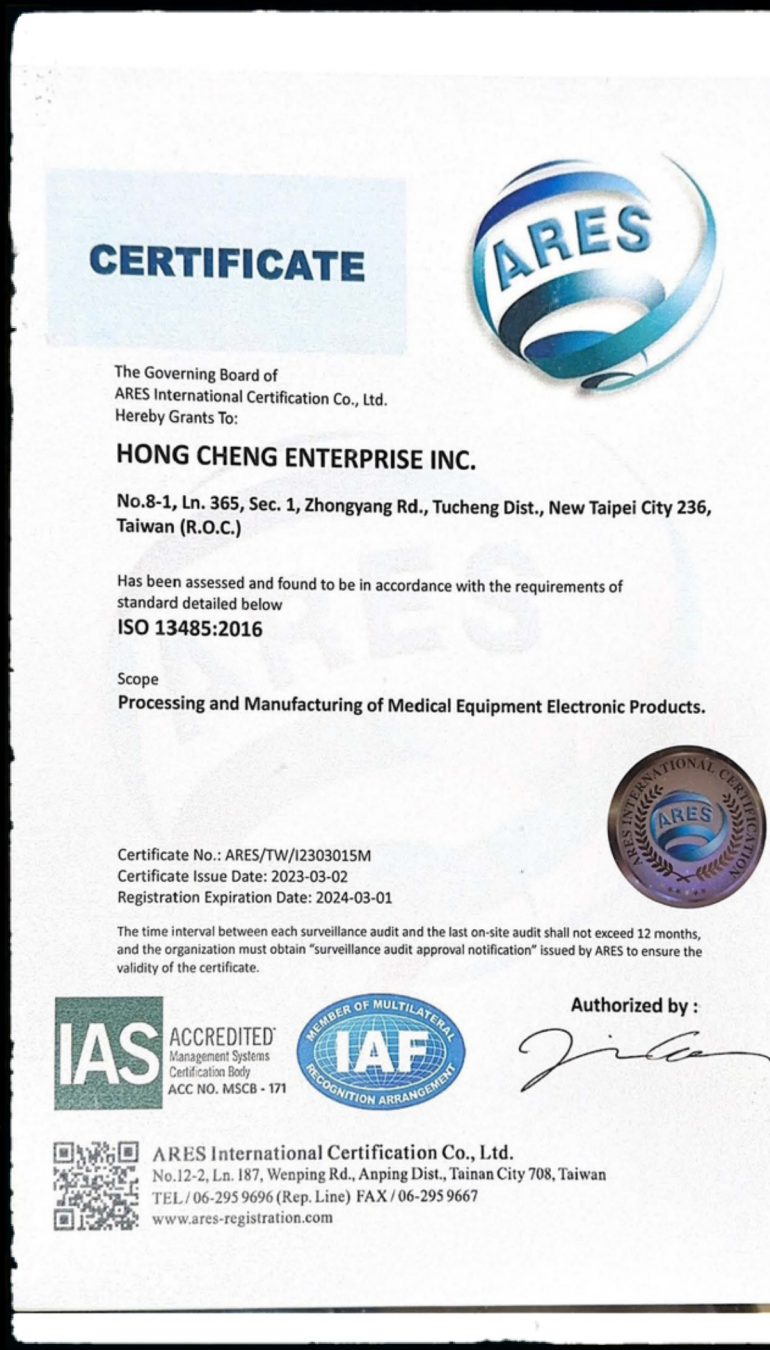 CERTIFICATE
ARES
The Governing Board of
ARES International Certification Co., Ltd.
Hereby Grants To:
HONG CHENG ENTERPRISE INC.
No.8-1, Ln. 365, Sec. 1, Zhongyang Rd., Tucheng Dist., New Taipei City 236,
Taiwan (R.O.C.)
Has been assessed and found to be in accordance with the requirements of
standard detailed below
ISO 13485:2016
Scope
Processing and Manufacturing of Medical Equipment Electronic Products.
ARES INTERNATIONAL CERTIFICATION
ARES
Certificate No.: ARES/TW/I2303015M
Certificate Issue Date: 2023-03-02
Registration Expiration Date: 2024-03-01
The time interval between each surveillance audit and the last on-site audit shall not exceed 12 months,
and the organization must obtain “surveillance audit approval notification” issued by ARES to ensure the
validity of the certificate.
IAS
ACCREDITED
Management Systems
Certification Body
ACC NO. MSCB - 171
MEMBER OF MULTILATERAL
IAF
RECOGNITION ARRANGEMENT
Authorized by :
ARES International Certification Co., Ltd.
No.12-2, Ln. 187, Wenping Rd., Anping Dist., Tainan City 708, Taiwan
TEL / 06-295 9696 (Rep. Line) FAX / 06-295 9667
www.ares-registration.com